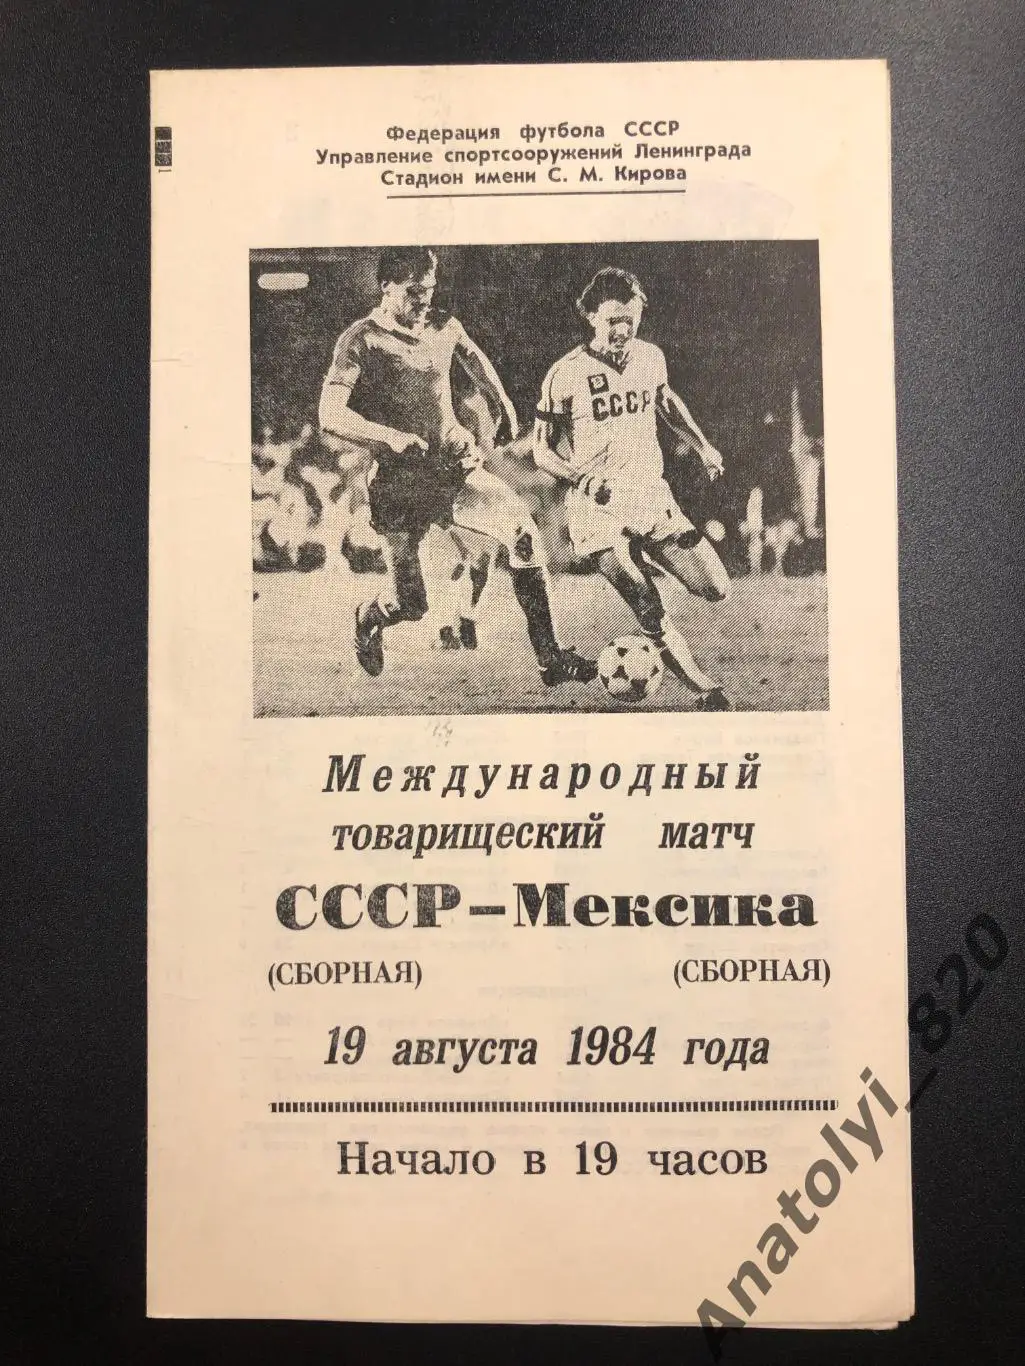 Федерация футбола СССР
Управление спортсооружений Ленинграда
Стадион имени С. М. Кирова
СССР
Международный
товарищеский матч
СССР – Мексика
(СБОРНАЯ) (СБОРНАЯ)
19 августа 1984 года
Начало в 19 часов
Anatolyi_820